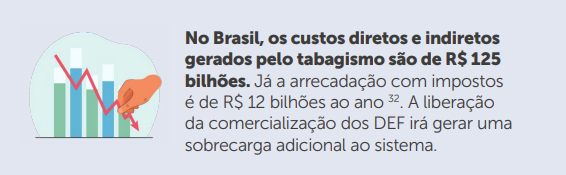 No Brasil, os custos diretos e indiretos
gerados pelo tabagismo são de R$ 125
bilhões. Já a arrecadação com impostos
é de R$ 12 bilhões ao ano 32. A liberação
da comercialização dos DEF irá gerar uma
sobrecarga adicional ao sistema.